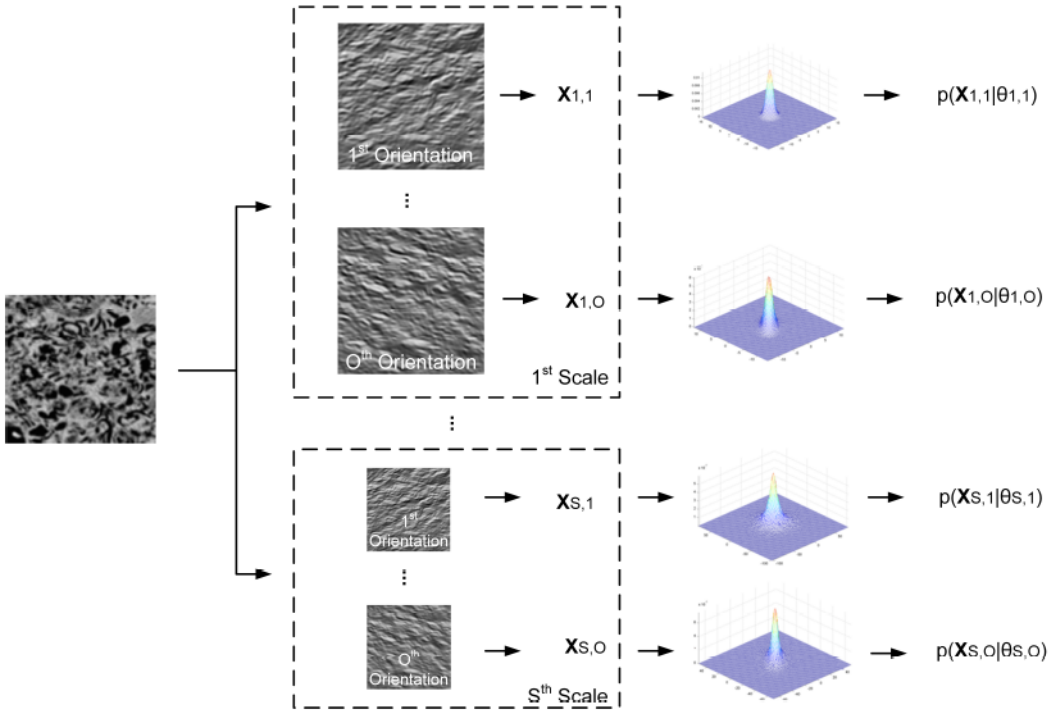 1st Orientation
X1,1
p(X1,1|θ1,1)
...
Oth Orientation
X1,O
p(X1,O|θ1,O)
1st Scale
...
1st
Orientation
XS,1
p(XS,1|θS,1)
...
Oth
Orientation
XS,O
p(XS,O|θS,O)
Sth Scale